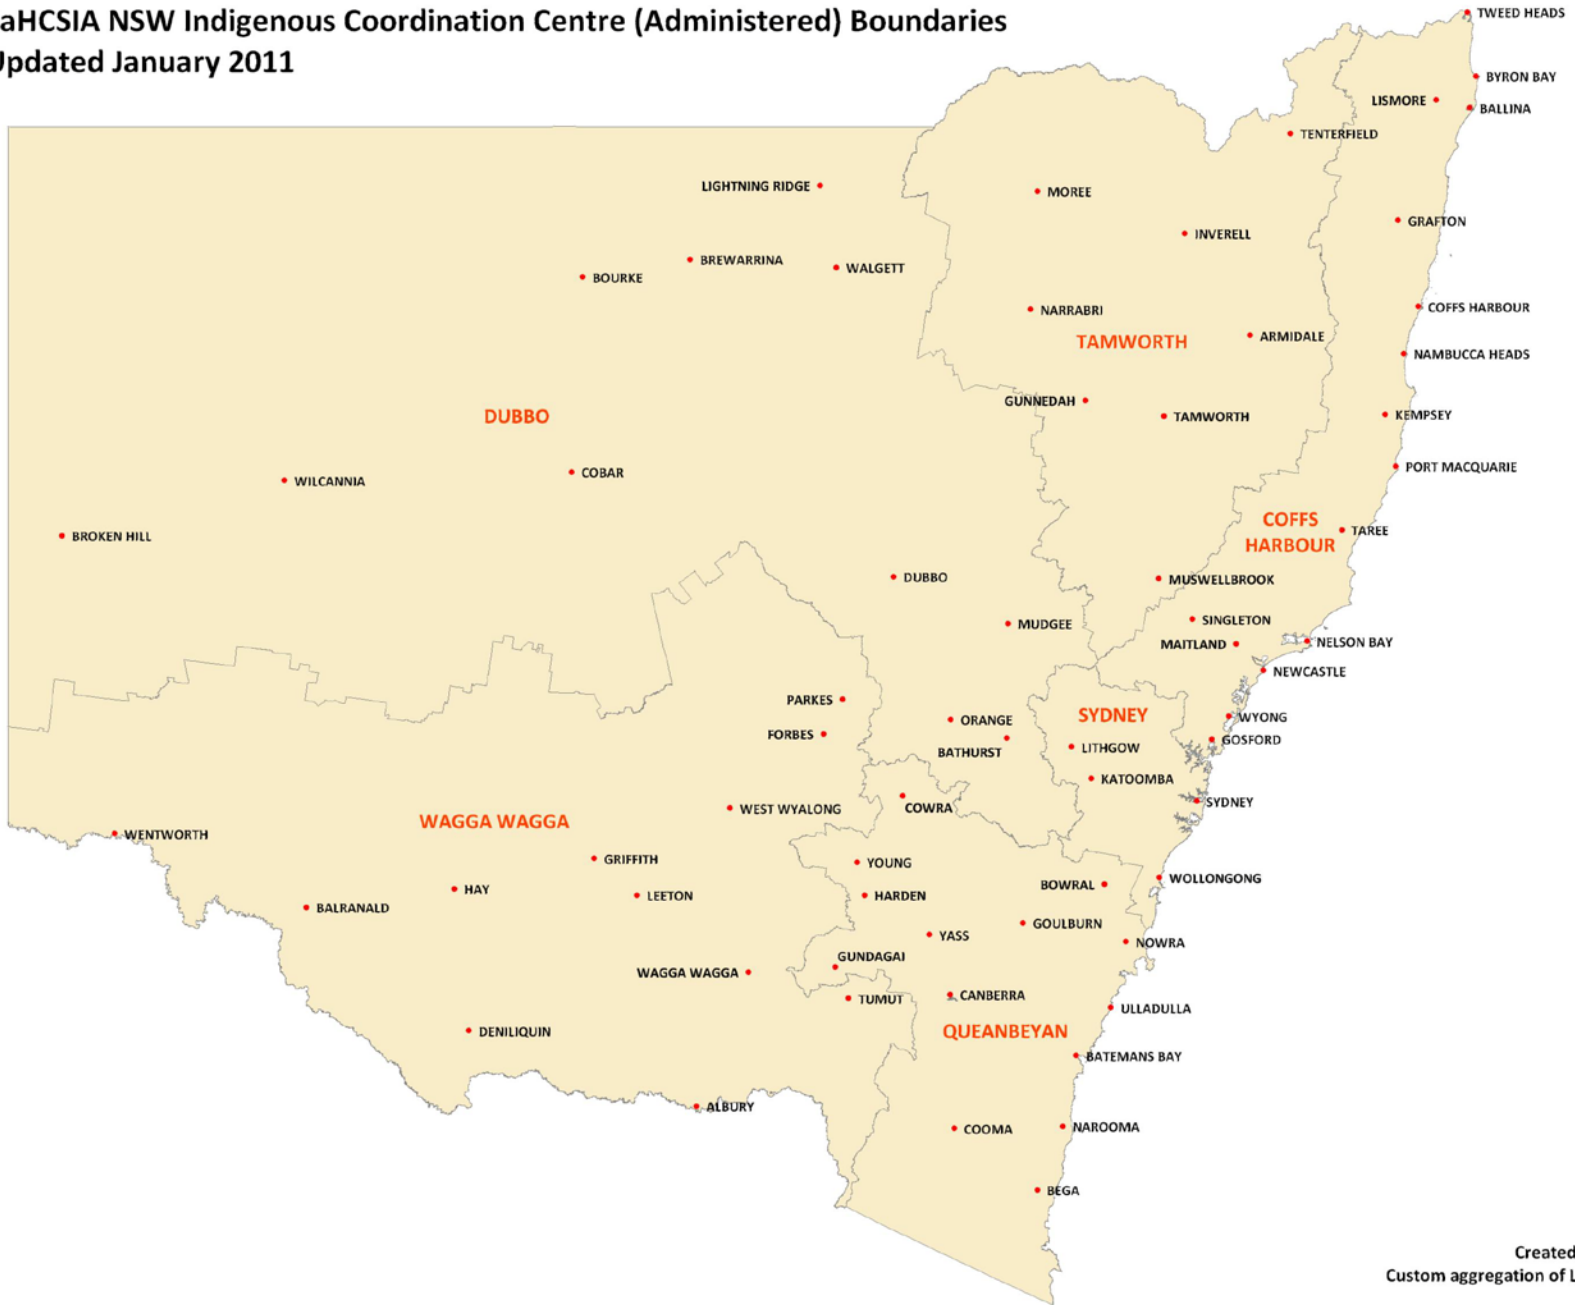 aHCSIA NSW Indigenous Coordination Centre (Administered) Boundaries
Updated January 2011
TWEED HEADS
BYRON BAY
LISMORE
BALLINA
TENTERFIELD
LIGHTNING RIDGE
MOREE
GRAFTON
INVERELL
BREWARRINA
WALGETT
BOURKE
COFFS HARBOUR
NARRABRI
ARMIDALE
TAMWORTH
NAMBUCCA HEADS
GUNNEDAH
TAMWORTH
KEMPSEY
DUBBO
PORT MACQUARIE
COBAR
WILCANNIA
COFFS
HARBOUR
TAREE
BROKEN HILL
DUBBO
MUSWELLBROOK
SINGLETON
MUDGEE
MAITLAND
NELSON BAY
NEWCASTLE
PARKES
SYDNEY
WYONG
ORANGE
FORBES
GOSFORD
BATHURST
LITHGOW
KATOOMBA
SYDNEY
COWRA
WEST WYALONG
WAGGA WAGGA
WENTWORTH
GRIFFITH
YOUNG
WOLLONGONG
BOWRAL
HAY
LEETON
HARDEN
BALRANALD
GOULBURN
YASS
NOWRA
GUNDAGAI
WAGGA WAGGA
CANBERRA
TUMUT
ULLADULLA
DENILIQUIN
QUEANBEYAN
BATEMANS BAY
ALBURY
COOMA
NAROOMA
BEGA
Created
Custom aggregation of L